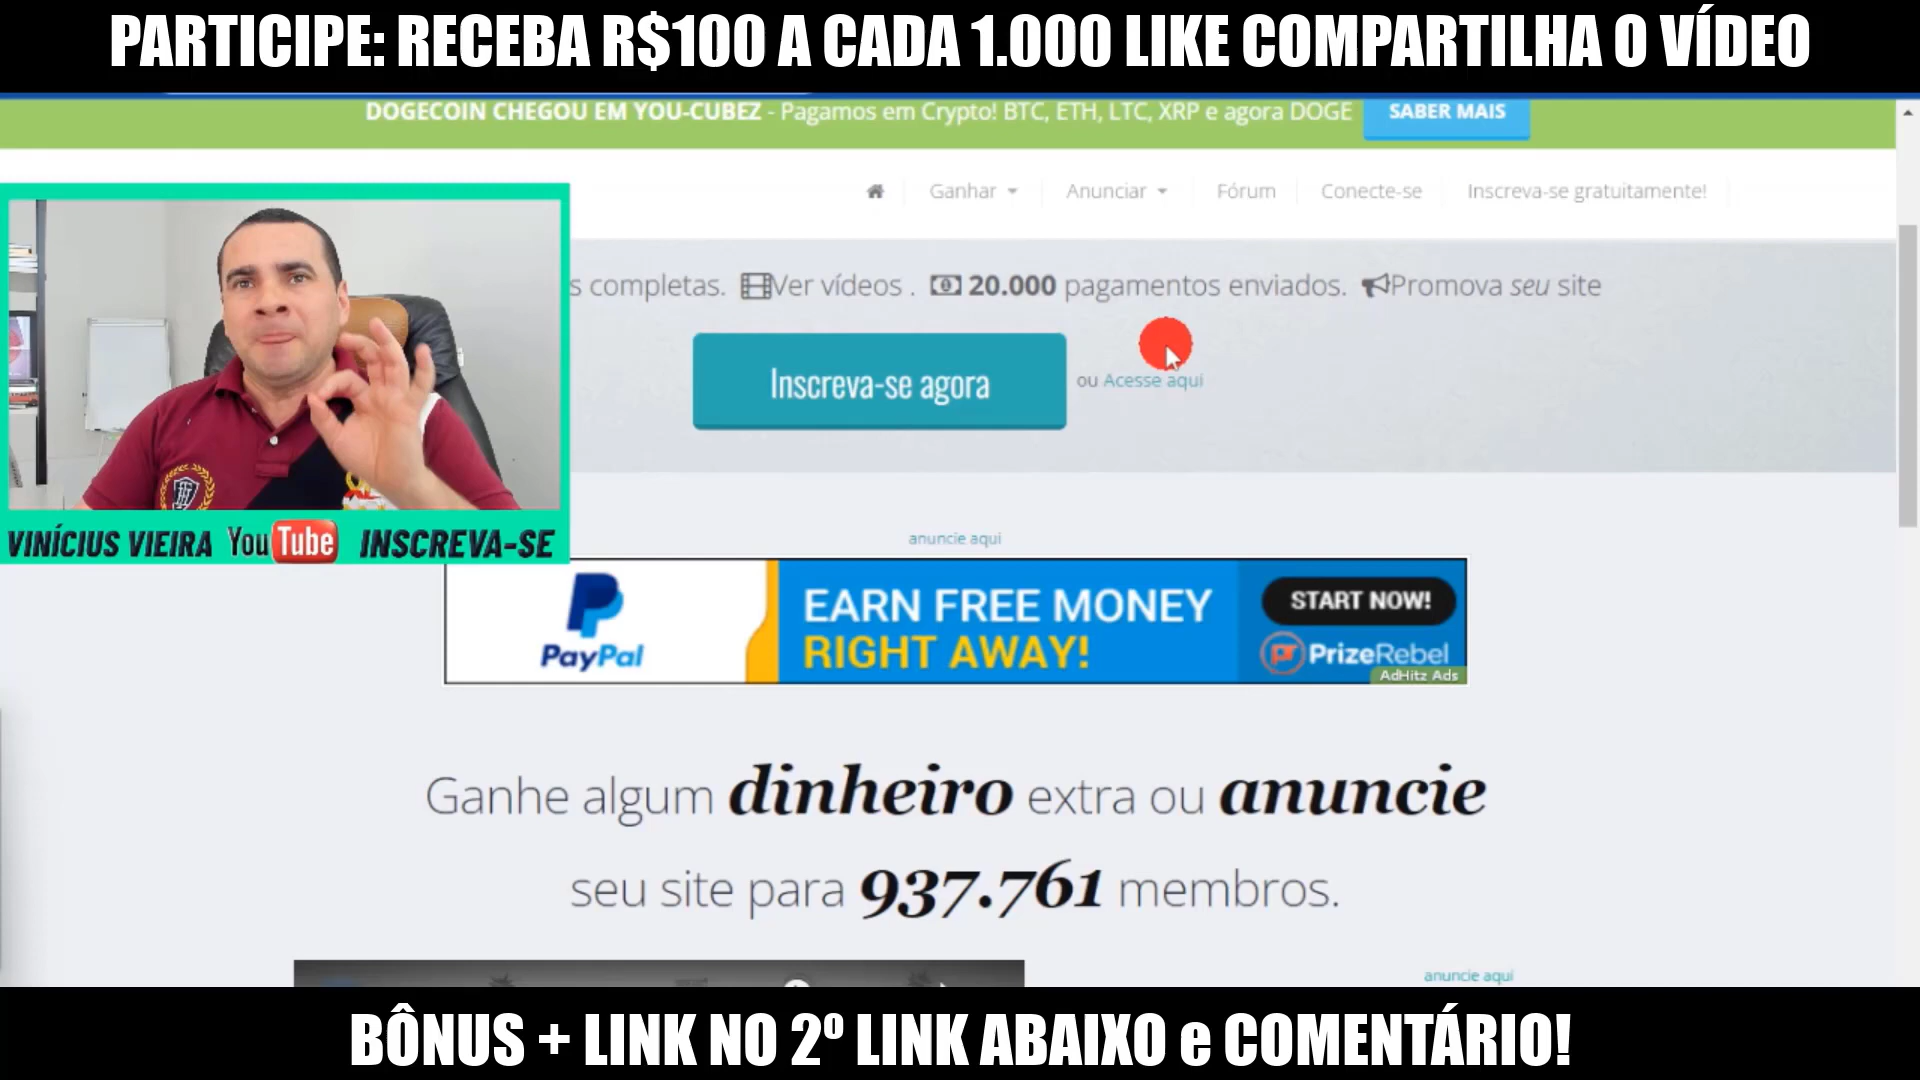 PARTICIPE: RECEBA R$100 A CADA 1.000 LIKE COMPARTILHA O VÍDEO
DOGECOIN CHEGOU EM YOU-CUBEZ - Pagamos em Crypto! BTC, ETH, LTC, XRP e agora DOGE SABER MAIS
Ganhar Anunciar Fórum Conecte-se Inscreva-se gratuitamente!
s completas. Ver vídeos . 20.000 pagamentos enviados. Promova seu site
Inscreva-se agora ou Acesse aqui
VINÍCIUS VIEIRA YouTube INSCREVA-SE
anuncie aqui
PayPal EARN FREE MONEY RIGHT AWAY! START NOW!
PrizeRebel
AdHitz Ads
Ganhe algum dinheiro extra ou anuncie
seu site para 937.761 membros.
anuncie aqui
BÔNUS + LINK NO 2º LINK ABAIXO e COMENTÁRIO!